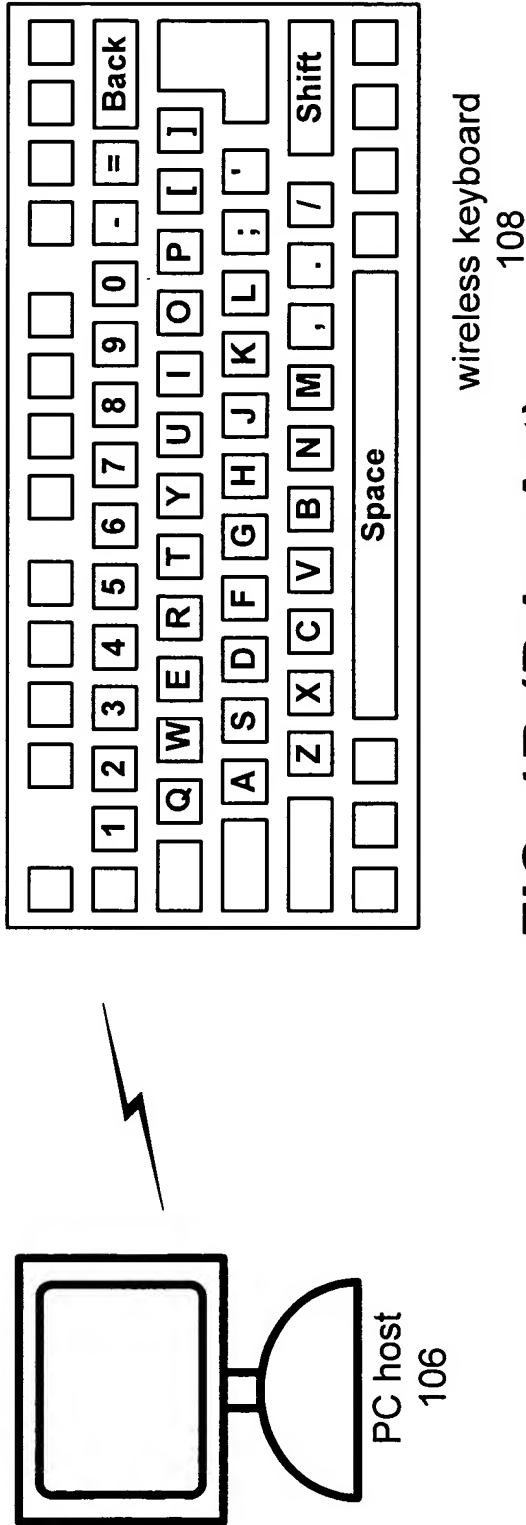 1 2 3 4 5 6 7 8 9 0 - = Back
Q W E R T Y U I O P [ ]
A S D F G H J K L ; '
Z X C V B N M , . / Shift
Space
PC host
106
wireless keyboard
108